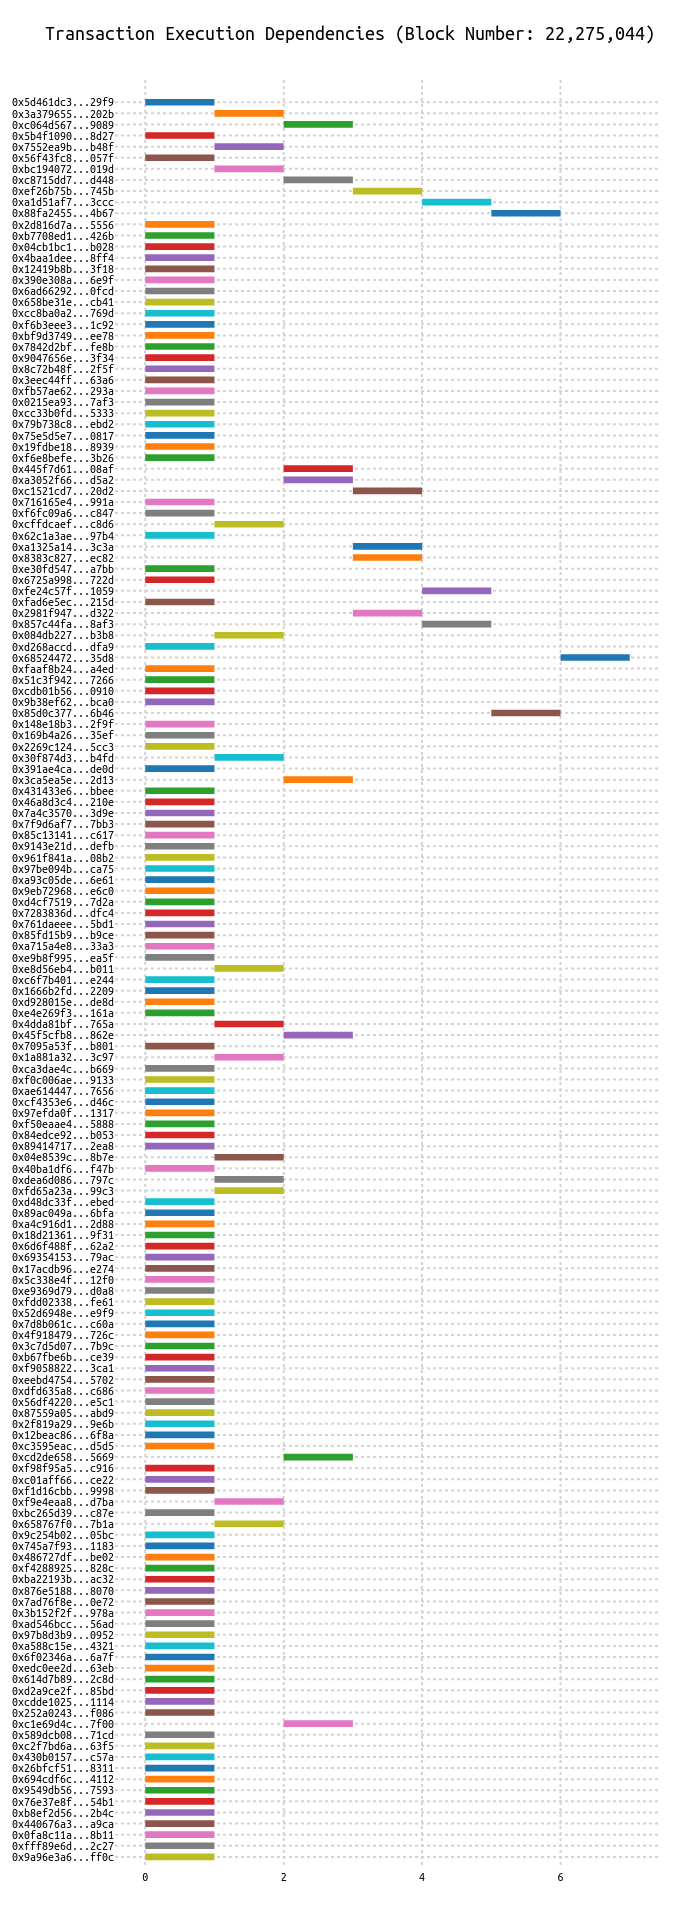 Transaction Execution Dependencies (Block Number: 22,275,044)
0x5d461dc3...29f9
0x3a379655...202b
0xc064d567...9089
0x5b4f1090...8d27
0x7552ea9b...b48f
0x56f43fc8...057f
0xbc194072...019d
0xc8715dd7...d448
0xef26b75b...745b
0xa1d51af7...3ccc
0x88fa2455...4b67
0x2d816d7a...5556
0xb7708ed1...426b
0x04cb1bc1...b028
0x4baa1dee...8ff4
0x12419b8b...3f18
0x390e308a...6e9f
0x6ad66292...0fcd
0x658be31e...cb41
0xcc8ba0a2...769d
0xf6b3eee3...1c92
0xbf9d3749...ee78
0x7842d2bf...fe8b
0x9047656e...3f34
0x8c72b48f...2f5f
0x3eec44ff...63a6
0xfb57ae62...293a
0x0215ea93...7af3
0xcc33b0fd...5333
0x79b738c8...ebd2
0x75e5d5e7...0817
0x19fdbe18...8939
0xf6e8befe...3b26
0x445f7d61...08af
0xa3052f66...d5a2
0xc1521cd7...20d2
0x716165e4...991a
0xf6fc09a6...c847
0xcffdcaef...c8d6
0x62c1a3ae...97b4
0xa1325a14...3c3a
0x8383c827...ec82
0xe30fd547...a7bb
0x6725a998...722d
0xfe24c57f...1059
0xfad6e5ec...215d
0x2981f947...d322
0x857c44fa...8af3
0x084db227...b3b8
0xd268accd...dfa9
0x68524472...35d8
0xfaaf8b24...a4ed
0x51c3f942...7266
0xcdb01b56...0910
0x9b38ef62...bca0
0x85d0c377...6b46
0x148e18b3...2f9f
0x169b4a26...35ef
0x2269c124...5cc3
0x30f874d3...b4fd
0x391ae4ca...de0d
0x3ca5ea5e...2d13
0x431433e6...bbee
0x46a8d3c4...210e
0x7a4c3570...3d9e
0x7f9d6af7...7bb3
0x85c13141...c617
0x9143e21d...defb
0x961f841a...08b2
0x97be094b...ca75
0xa93c05de...6e61
0x9eb72968...e6c0
0xd4cf7519...7d2a
0x7283836d...dfc4
0x761daeee...5bd1
0x85fd15b9...b9ce
0xa715a4e8...33a3
0xe9b8f995...ea5f
0xe8d56eb4...b011
0xc6f7b401...e244
0x1666b2fd...2209
0xd928015e...de8d
0xe4e269f3...161a
0x4dda81bf...765a
0x45f5cfb8...862e
0x7095a53f...b801
0x1a881a32...3c97
0xca3dae4c...b669
0xf0c006ae...9133
0xae614447...7656
0xcf4353e6...d46c
0x97efda0f...1317
0xf50eaae4...5888
0x84edce92...b053
0x89414717...2ea8
0x04e8539c...8b7e
0x40ba1df6...f47b
0xdea6d086...797c
0xfd65a23a...99c3
0xd48dc33f...ebed
0x89ac049a...6bfa
0xa4c916d1...2d88
0x18d21361...9f31
0x6d6f488f...62a2
0x69354153...79ac
0x17acdb96...e274
0x5c338e4f...12f0
0xe9369d79...d0a8
0xfdd02338...fe61
0x52d6948e...e9f9
0x7d8b061c...c60a
0x4f918479...726c
0x3c7d5d07...7b9c
0xb67fbe6b...ce39
0xf9058822...3ca1
0xeebd4754...5702
0xdfd635a8...c686
0x56df4220...e5c1
0x87559a05...abd9
0x2f819a29...9e6b
0x12beac86...6f8a
0xc3595eac...d5d5
0xcd2de658...5669
0xf98f95a5...c916
0xc01aff66...ce22
0xf1d16cbb...9998
0xf9e4eaa8...d7ba
0xbc265d39...c87e
0x658767f0...7b1a
0x9c254b02...05bc
0x745a7f93...1183
0x486727df...be02
0xf4288925...828c
0xba22193b...ac32
0x876e5188...8070
0x7ad76f8e...0e72
0x3b152f2f...978a
0xad546bcc...56ad
0x97b8d3b9...0952
0xa588c15e...4321
0x6f02346a...6a7f
0xedc0ee2d...63eb
0x614d7b89...2c8d
0xd2a9ce2f...85bd
0xcdde1025...1114
0x252a0243...f086
0xc1e69d4c...7f00
0x589dcb08...71cd
0xc2f7bd6a...63f5
0x430b0157...c57a
0x26bfcf51...8311
0x694cdf6c...4112
0x9549db56...7593
0x76e37e8f...54b1
0xb8ef2d56...2b4c
0x440676a3...a9ca
0x0fa8c11a...8b11
0xfff89e6d...2c27
0x9a96e3a6...ff0c
0 2 4 6